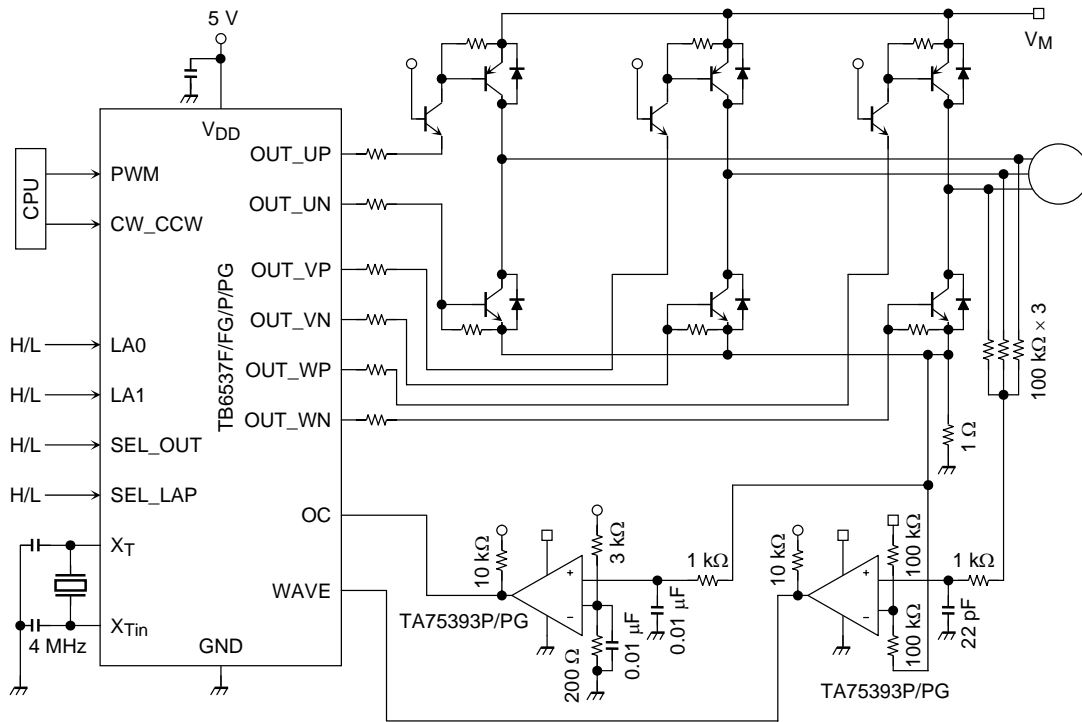 5 V
V_M
V_DD
OUT_UP
PWM
CPU
OUT_UN
CW_CCW
OUT_VP
TB6537F/FG/P/PG
OUT_VN
H/L
LA0
OUT_WP
100 kΩ × 3
H/L
LA1
OUT_WN
H/L
SEL_OUT
1 Ω
H/L
SEL_LAP
OC
10 kΩ
3 kΩ
1 kΩ
10 kΩ
100 kΩ
1 kΩ
X_T
WAVE
+
−
+
−
TA75393P/PG
200 Ω
0.01 µF
0.01 µF
100 kΩ
22 pF
X_Tin
4 MHz
GND
TA75393P/PG